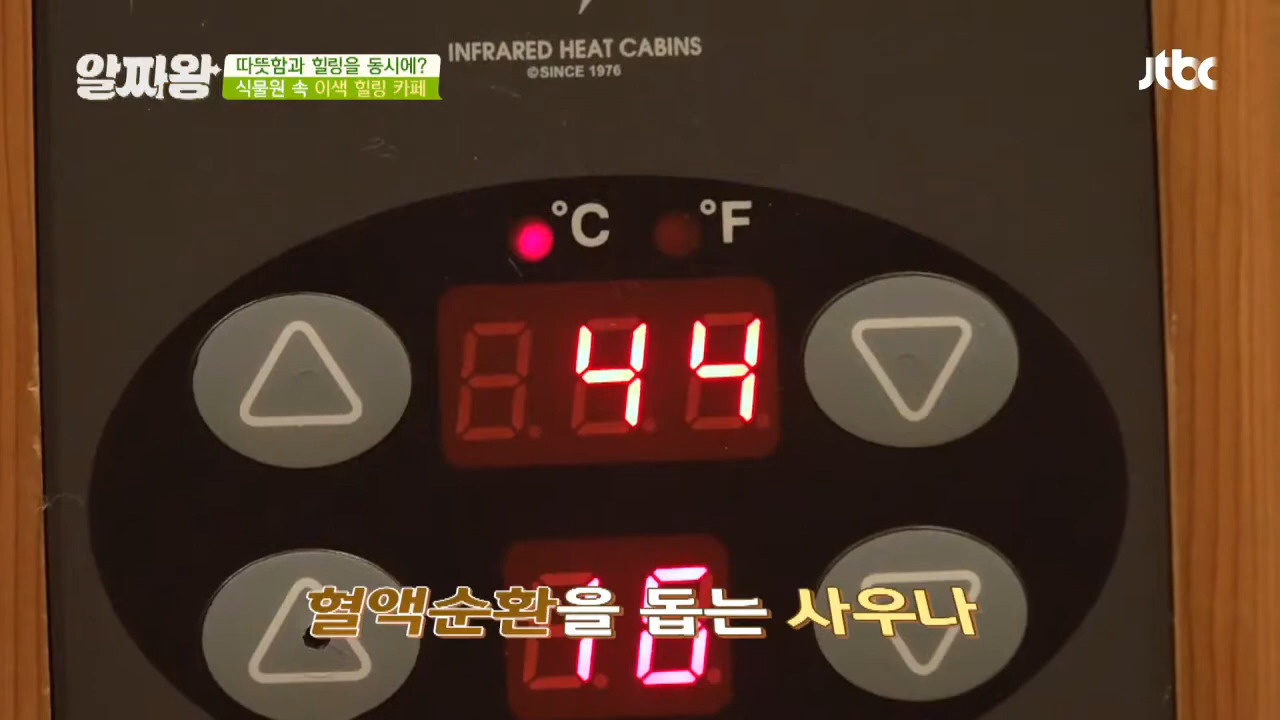 INFRARED HEAT CABINS
©SINCE 1976
알짜왕
따뜻함과 힐링을 동시에?
식물원 속 이색 힐링 카페
jtbc
°C °F
44
16
혈액순환을 돕는 사우나